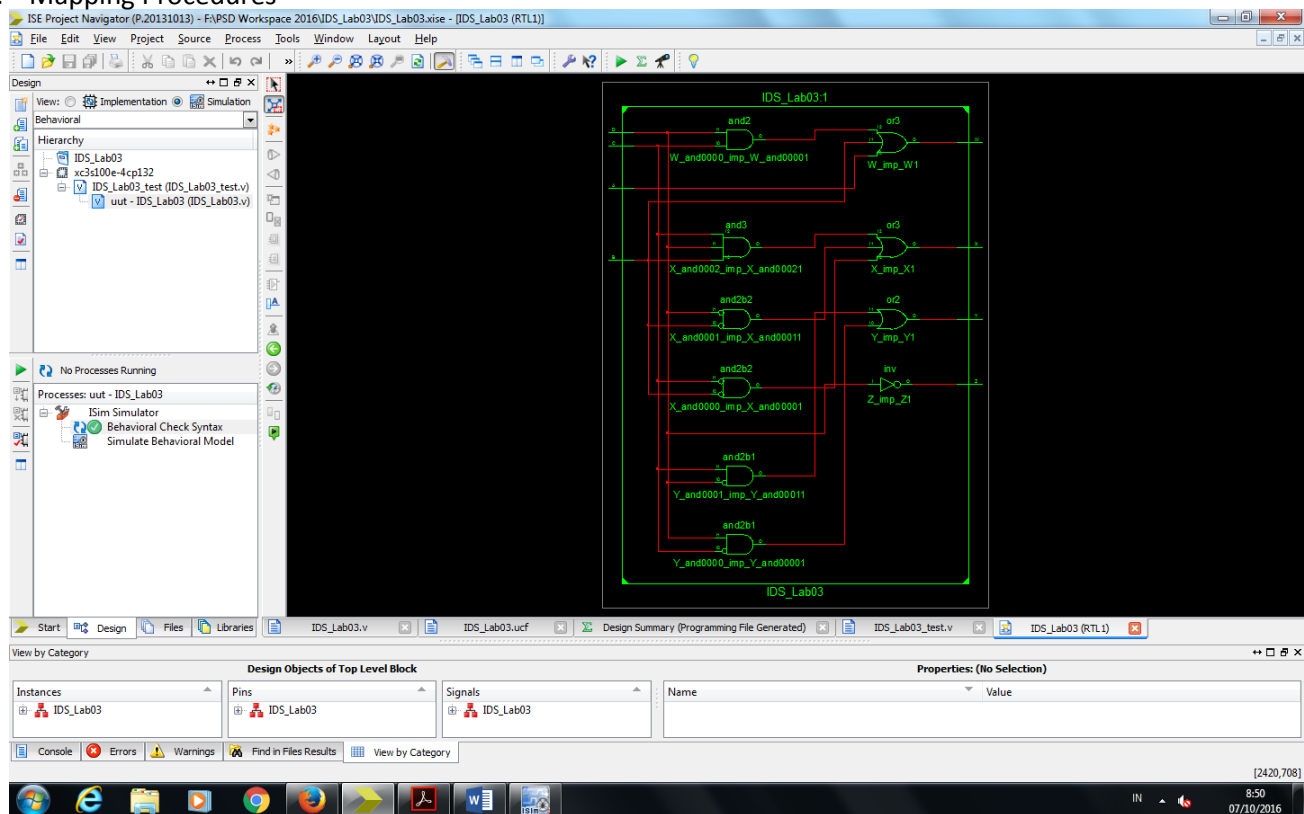 Mapping Procedures
ISE Project Navigator (P.20131013) - F:\PSD Workspace 2016\IDS_Lab03\IDS_Lab03.xise - [IDS_Lab03 (RTL1)]
File Edit View Project Source Process Tools Window Layout Help
Design
View: Implementation Simulation
Behavioral
Hierarchy
IDS_Lab03
xc3s100e-4cp132
IDS_Lab03_test (IDS_Lab03_test.v)
uut - IDS_Lab03 (IDS_Lab03.v)
No Processes Running
Processes: uut - IDS_Lab03
ISim Simulator
Behavioral Check Syntax
Simulate Behavioral Model
IDS_Lab03:1
and2 or3
W_and0000_imp_W_and00001 W_imp_W1
and3 or3
X_and0002_imp_X_and00021 X_imp_X1
and2b2 or2
X_and0001_imp_X_and00011 Y_imp_Y1
and2b2 inv
X_and0000_imp_X_and00001 Z_imp_Z1
and2b1
Y_and0001_imp_Y_and00011
and2b1
Y_and0000_imp_Y_and00001
IDS_Lab03
Start Design Files Libraries IDS_Lab03.v IDS_Lab03.ucf Design Summary (Programming File Generated) IDS_Lab03_test.v IDS_Lab03 (RTL1)
View by Category
Design Objects of Top Level Block Properties: (No Selection)
Instances Pins Signals Name Value
IDS_Lab03 IDS_Lab03 IDS_Lab03
Console Errors Warnings Find in Files Results View by Category
[2420,708]
IN 8:50
07/10/2016